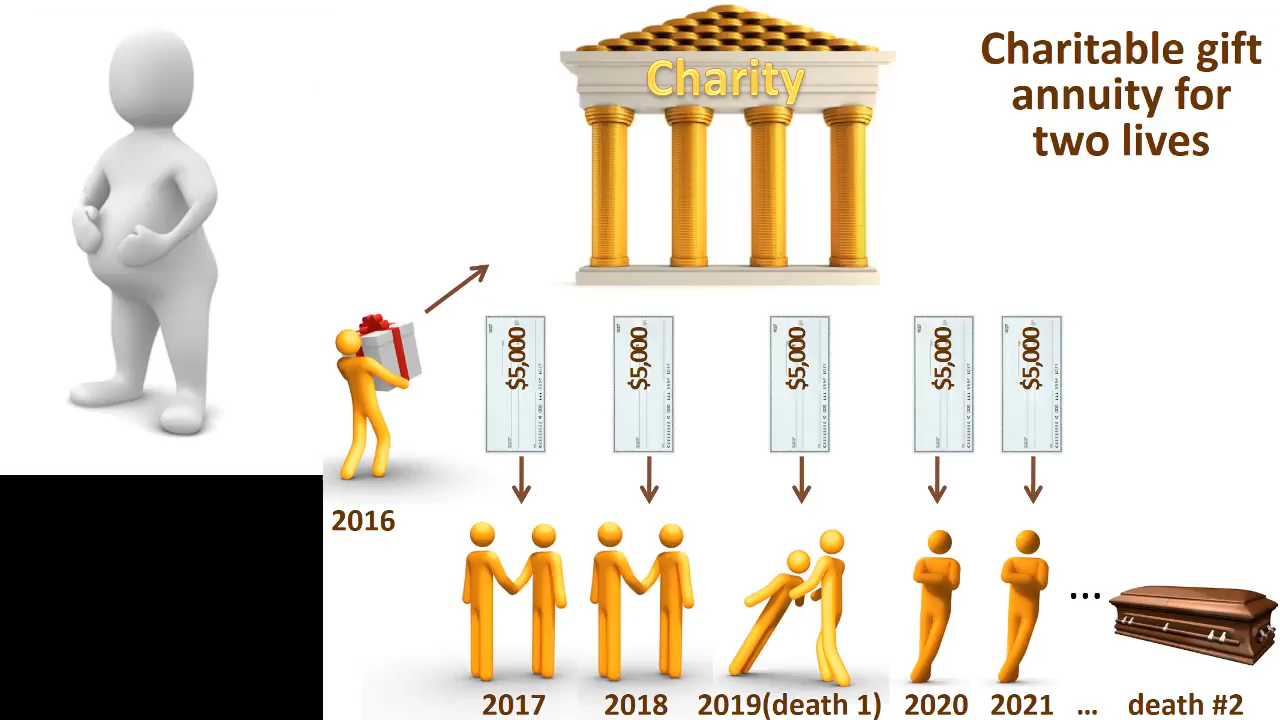 Charitable gift
annuity for
two lives
Charity
$5,000
$5,000
$5,000
$5,000
$5,000
2016
2017
2018
2019(death 1)
2020
2021
...
...
death #2